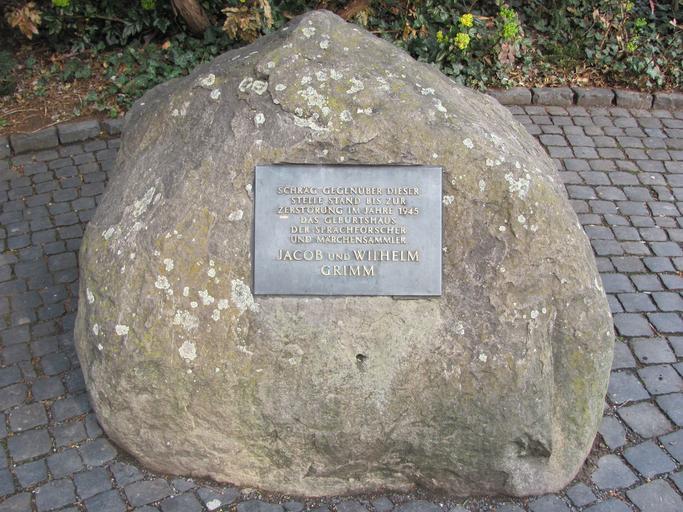 SCHRÄG GEGENÜBER DIESER
STELLE STAND BIS ZUR
ZERSTÖRUNG IM JAHRE 1945
DAS GEBURTSHAUS
DER SPRACHFORSCHER
UND MÄRCHENSAMMLER
JACOB UND WILHELM
GRIMM